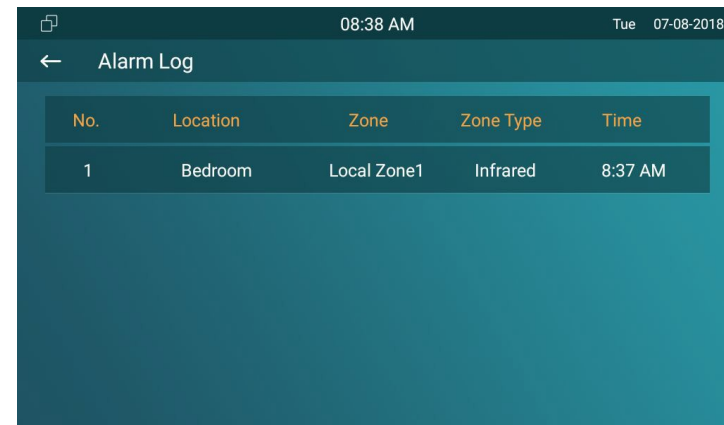 08:38 AM Tue 07-08-2018
Alarm Log
No. Location Zone Zone Type Time
1 Bedroom Local Zone1 Infrared 8:37 AM